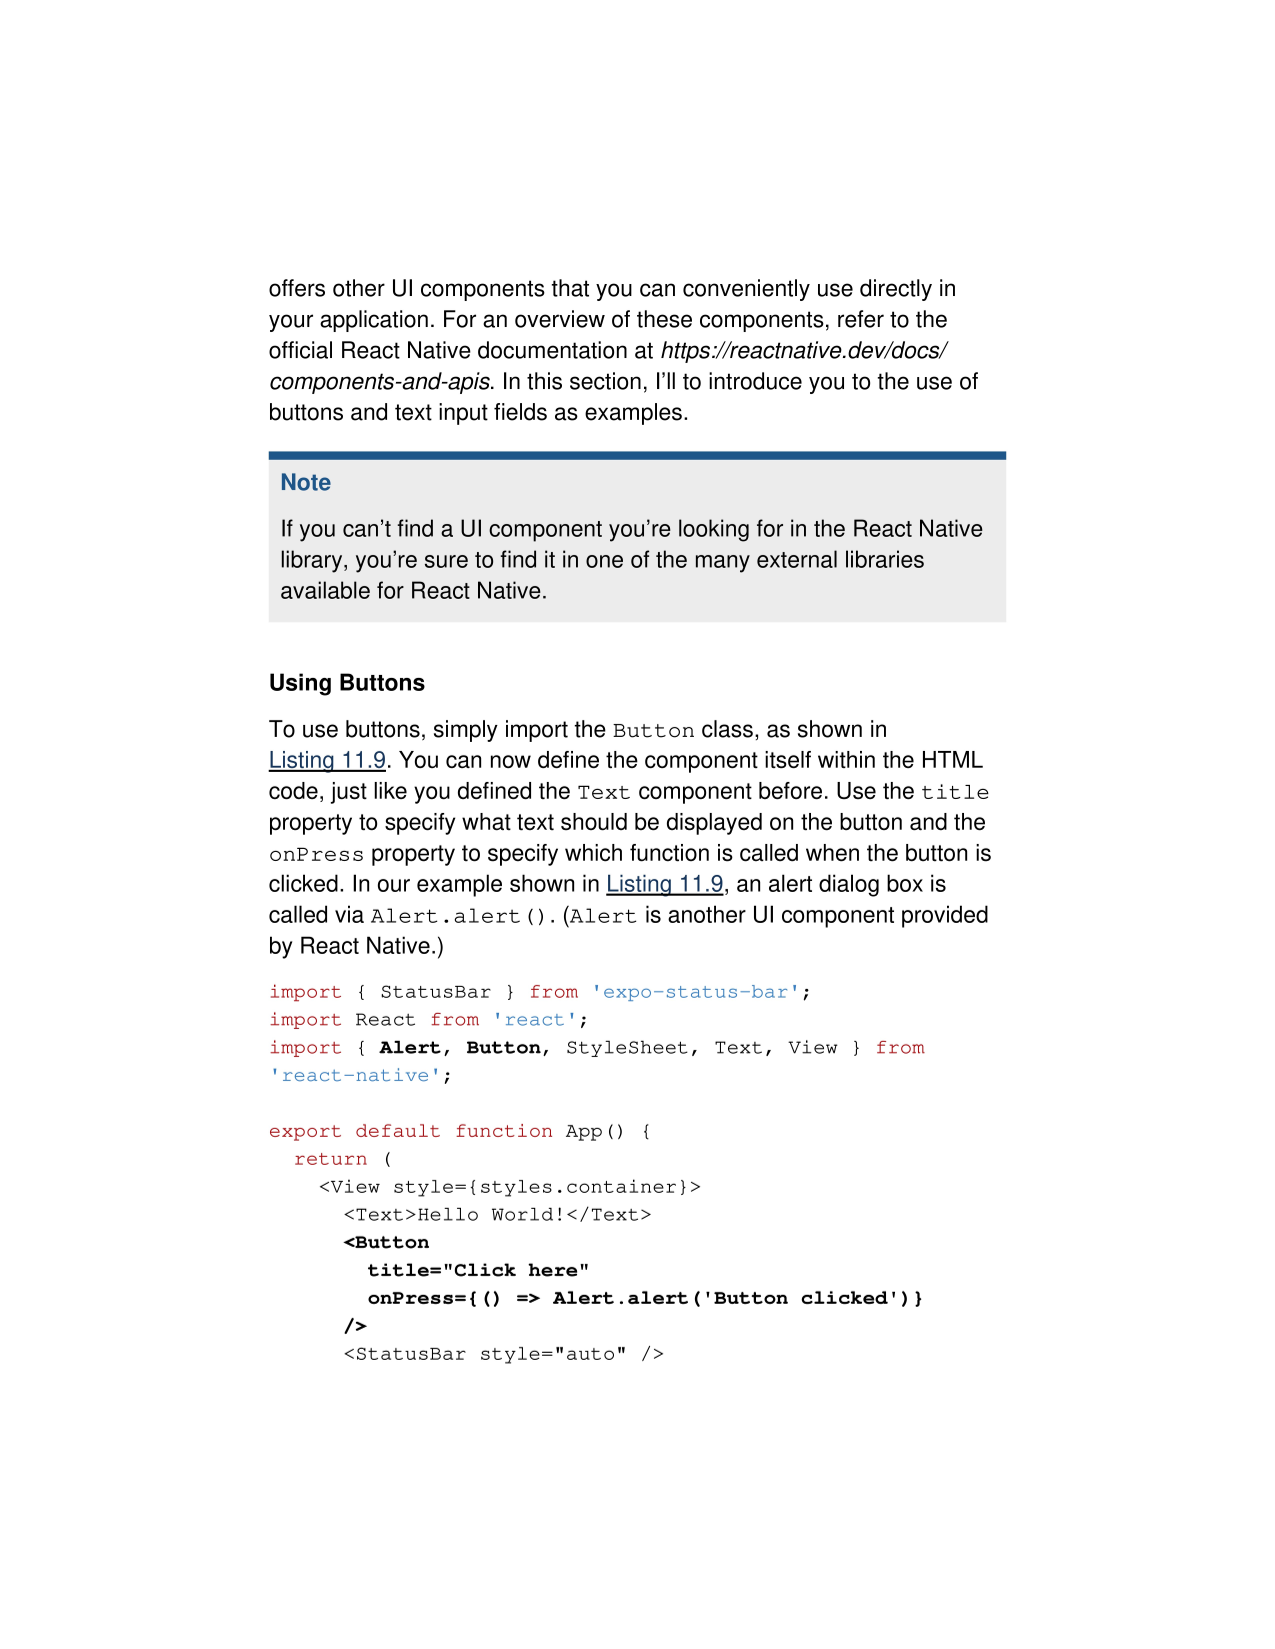 offers other UI components that you can conveniently use directly in
your application. For an overview of these components, refer to the
official React Native documentation at https://reactnative.dev/docs/
components-and-apis. In this section, I’ll to introduce you to the use of
buttons and text input fields as examples.
Note
If you can’t find a UI component you’re looking for in the React Native
library, you’re sure to find it in one of the many external libraries
available for React Native.
Using Buttons
To use buttons, simply import the Button class, as shown in
Listing 11.9. You can now define the component itself within the HTML
code, just like you defined the Text component before. Use the title
property to specify what text should be displayed on the button and the
onPress property to specify which function is called when the button is
clicked. In our example shown in Listing 11.9, an alert dialog box is
called via Alert.alert(). (Alert is another UI component provided
by React Native.)
import { StatusBar } from 'expo-status-bar';
import React from 'react';
import { Alert, Button, StyleSheet, Text, View } from
'react-native';
export default function App() {
  return (
    <View style={styles.container}>
      <Text>Hello World!</Text>
      <Button
        title="Click here"
        onPress={() => Alert.alert('Button clicked')}
      />
      <StatusBar style="auto" />